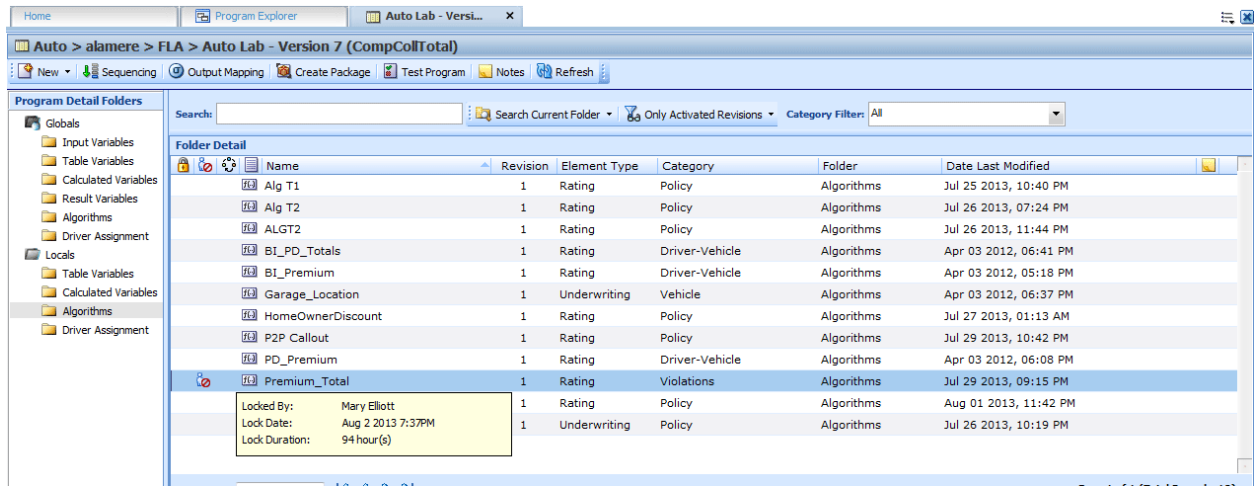 Home Program Explorer Auto Lab - Versi... x
Auto > alamere > FLA > Auto Lab - Version 7 (CompCollTotal)
New Sequencing Output Mapping Create Package Test Program Notes Refresh
Program Detail Folders
Globals
Input Variables
Table Variables
Calculated Variables
Result Variables
Algorithms
Driver Assignment
Locals
Table Variables
Calculated Variables
Algorithms
Driver Assignment
Search: Search Current Folder Only Activated Revisions Category Filter: All
Folder Detail
Name Revision Element Type Category Folder Date Last Modified
Alg T1 1 Rating Policy Algorithms Jul 25 2013, 10:40 PM
Alg T2 1 Rating Policy Algorithms Jul 26 2013, 07:24 PM
ALGT2 1 Rating Policy Algorithms Jul 26 2013, 11:44 PM
BI_PD_Totals 1 Rating Driver-Vehicle Algorithms Apr 03 2012, 06:41 PM
BI_Premium 1 Rating Driver-Vehicle Algorithms Apr 03 2012, 05:18 PM
Garage_Location 1 Underwriting Vehicle Algorithms Apr 03 2012, 06:37 PM
HomeOwnerDiscount 1 Rating Policy Algorithms Jul 27 2013, 01:13 AM
P2P Callout 1 Rating Policy Algorithms Jul 29 2013, 10:42 PM
PD_Premium 1 Rating Driver-Vehicle Algorithms Apr 03 2012, 06:08 PM
Premium_Total 1 Rating Violations Algorithms Jul 29 2013, 09:15 PM
1 Rating Policy Algorithms Aug 01 2013, 11:42 PM
1 Underwriting Policy Algorithms Jul 26 2013, 10:19 PM
Locked By: Mary Elliott
Lock Date: Aug 2 2013 7:37PM
Lock Duration: 94 hour(s)